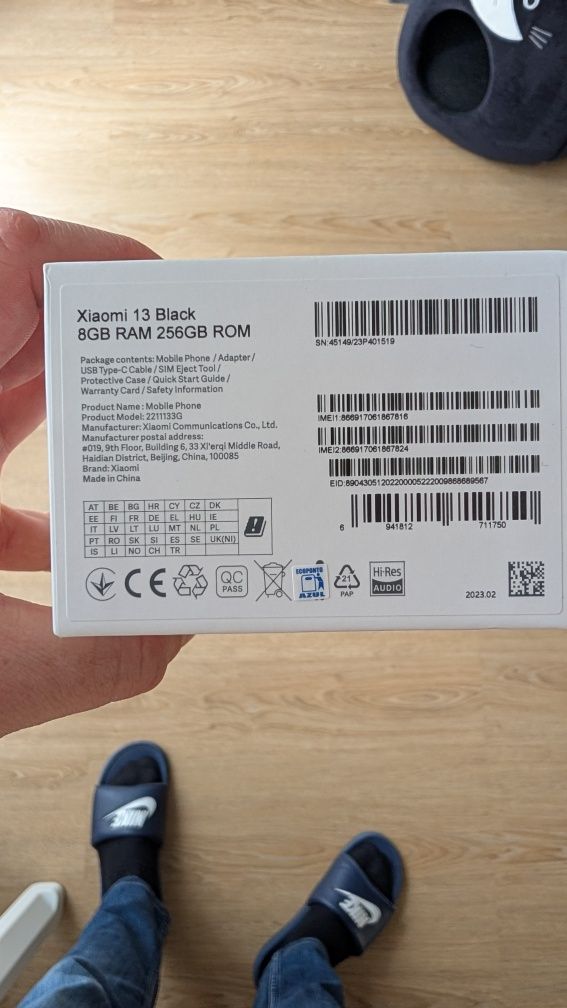 Xiaomi 13 Black
8GB RAM 256GB ROM
Package contents: Mobile Phone / Adapter /
USB Type-C Cable / SIM Eject Tool /
Protective Case / Quick Start Guide /
Warranty Card / Safety Information
Product Name: Mobile Phone
Product Model: 2211133G
Manufacturer: Xiaomi Communications Co., Ltd.
Manufacturer postal address:
#019, 9th Floor, Building 6, 33 Xi'erqi Middle Road,
Haidian District, Beijing, China, 100085
Brand: Xiaomi
Made in China
AT BE BG HR CY CZ DK
EE FI FR DE EL HU IE
IT LV LT LU MT NL PL
PT RO SK SI ES SE UK(NI)
IS LI NO CH TR
SN:45149/23P401519
IMEI1:866917061867816
IMEI2:866917061867824
EID:89043051202200005222009868689567
6 941812 711750
CE
QC
PASS
ECOPONTO
AZUL
21
PAP
Hi-Res
AUDIO
2023.02
NIKE
NIKE